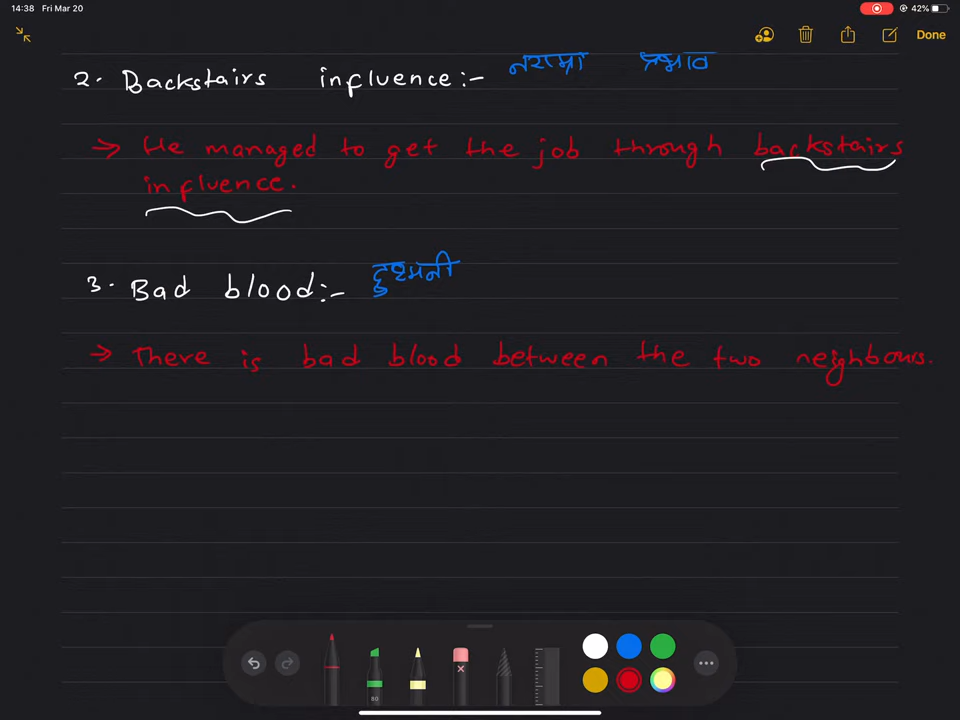 14:38 Fri Mar 20
42%
Done
2. Backstairs influence:- प्रभाव
→ He managed to get the job through backstairs
influence.
3. Bad blood:- दुश्मनी
→ There is bad blood between the two neighbours.
80